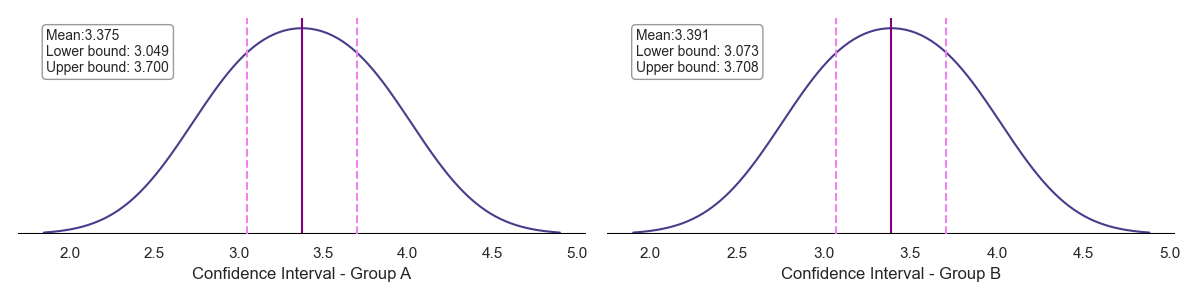 Mean:3.375
Lower bound: 3.049
Upper bound: 3.700
2.0 2.5 3.0 3.5 4.0 4.5 5.0
Confidence Interval - Group A
Mean:3.391
Lower bound: 3.073
Upper bound: 3.708
2.0 2.5 3.0 3.5 4.0 4.5 5.0
Confidence Interval - Group B